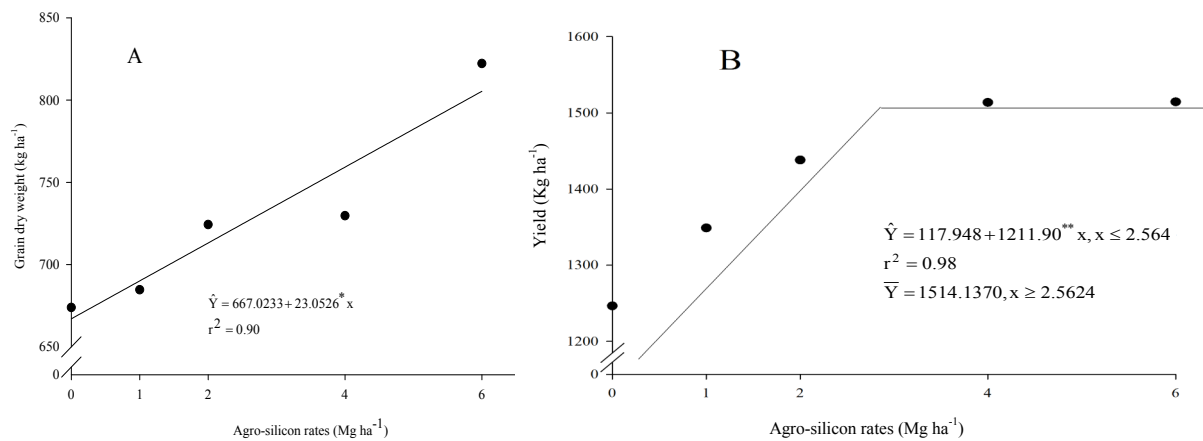 A
Grain dry weight (kg ha⁻¹)
850
800
750
700
650
0
Ŷ = 667.0233 + 23.0526* x
r² = 0.90
0 1 2 4 6
Agro-silicon rates (Mg ha⁻¹)
B
Yield (Kg ha⁻¹)
1600
1500
1400
1300
1200
0
Ŷ = 117.948 + 1211.90** x, x ≤ 2.564
r² = 0.98
Y̅ = 1514.1370, x ≥ 2.5624
0 1 2 4 6
Agro-silicon rates (Mg ha⁻¹)